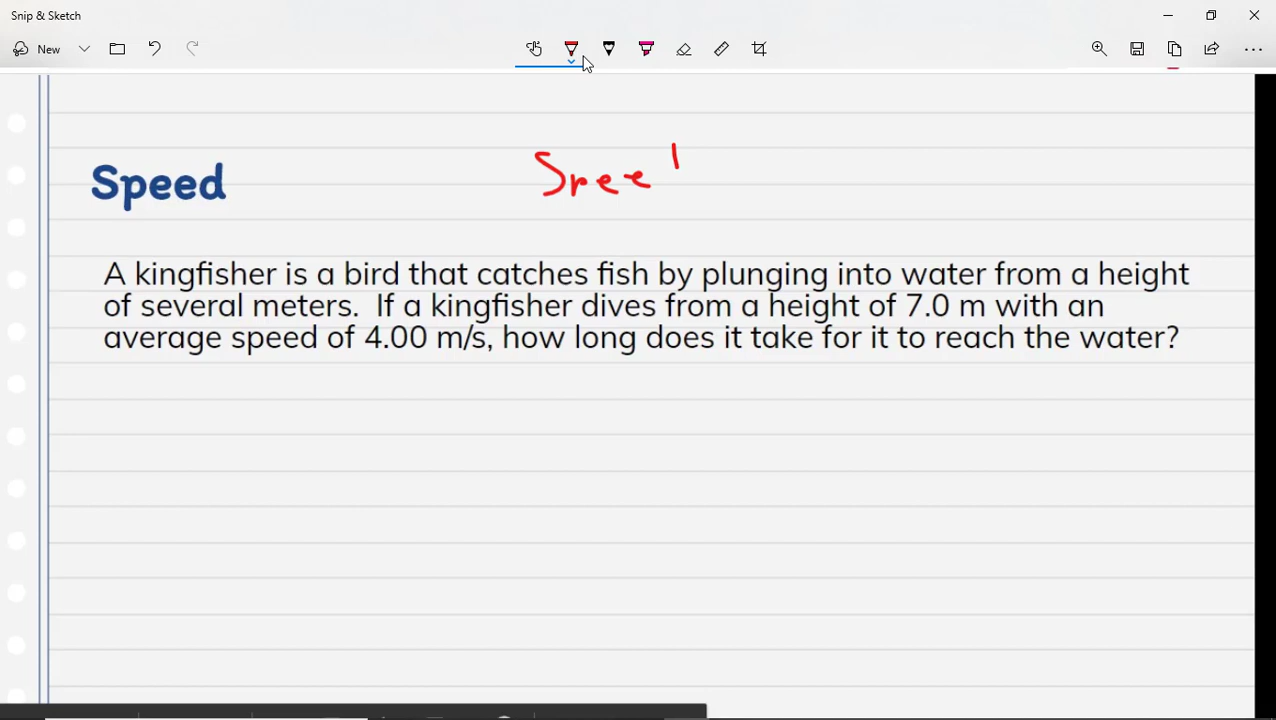 Snip & Sketch
New
Speed
Spee
A kingfisher is a bird that catches fish by plunging into water from a height
of several meters.  If a kingfisher dives from a height of 7.0 m with an
average speed of 4.00 m/s, how long does it take for it to reach the water?